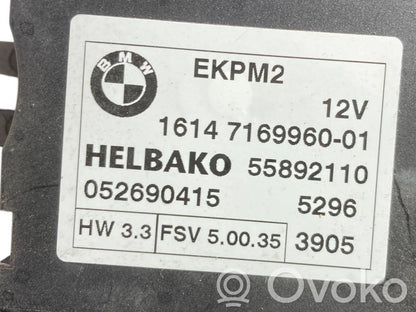 BMW
EKPM2
12V
1614 7169960-01
HELBAKO 55892110
052690415 5296
HW 3.3 FSV 5.00.35 3905
Ovoko